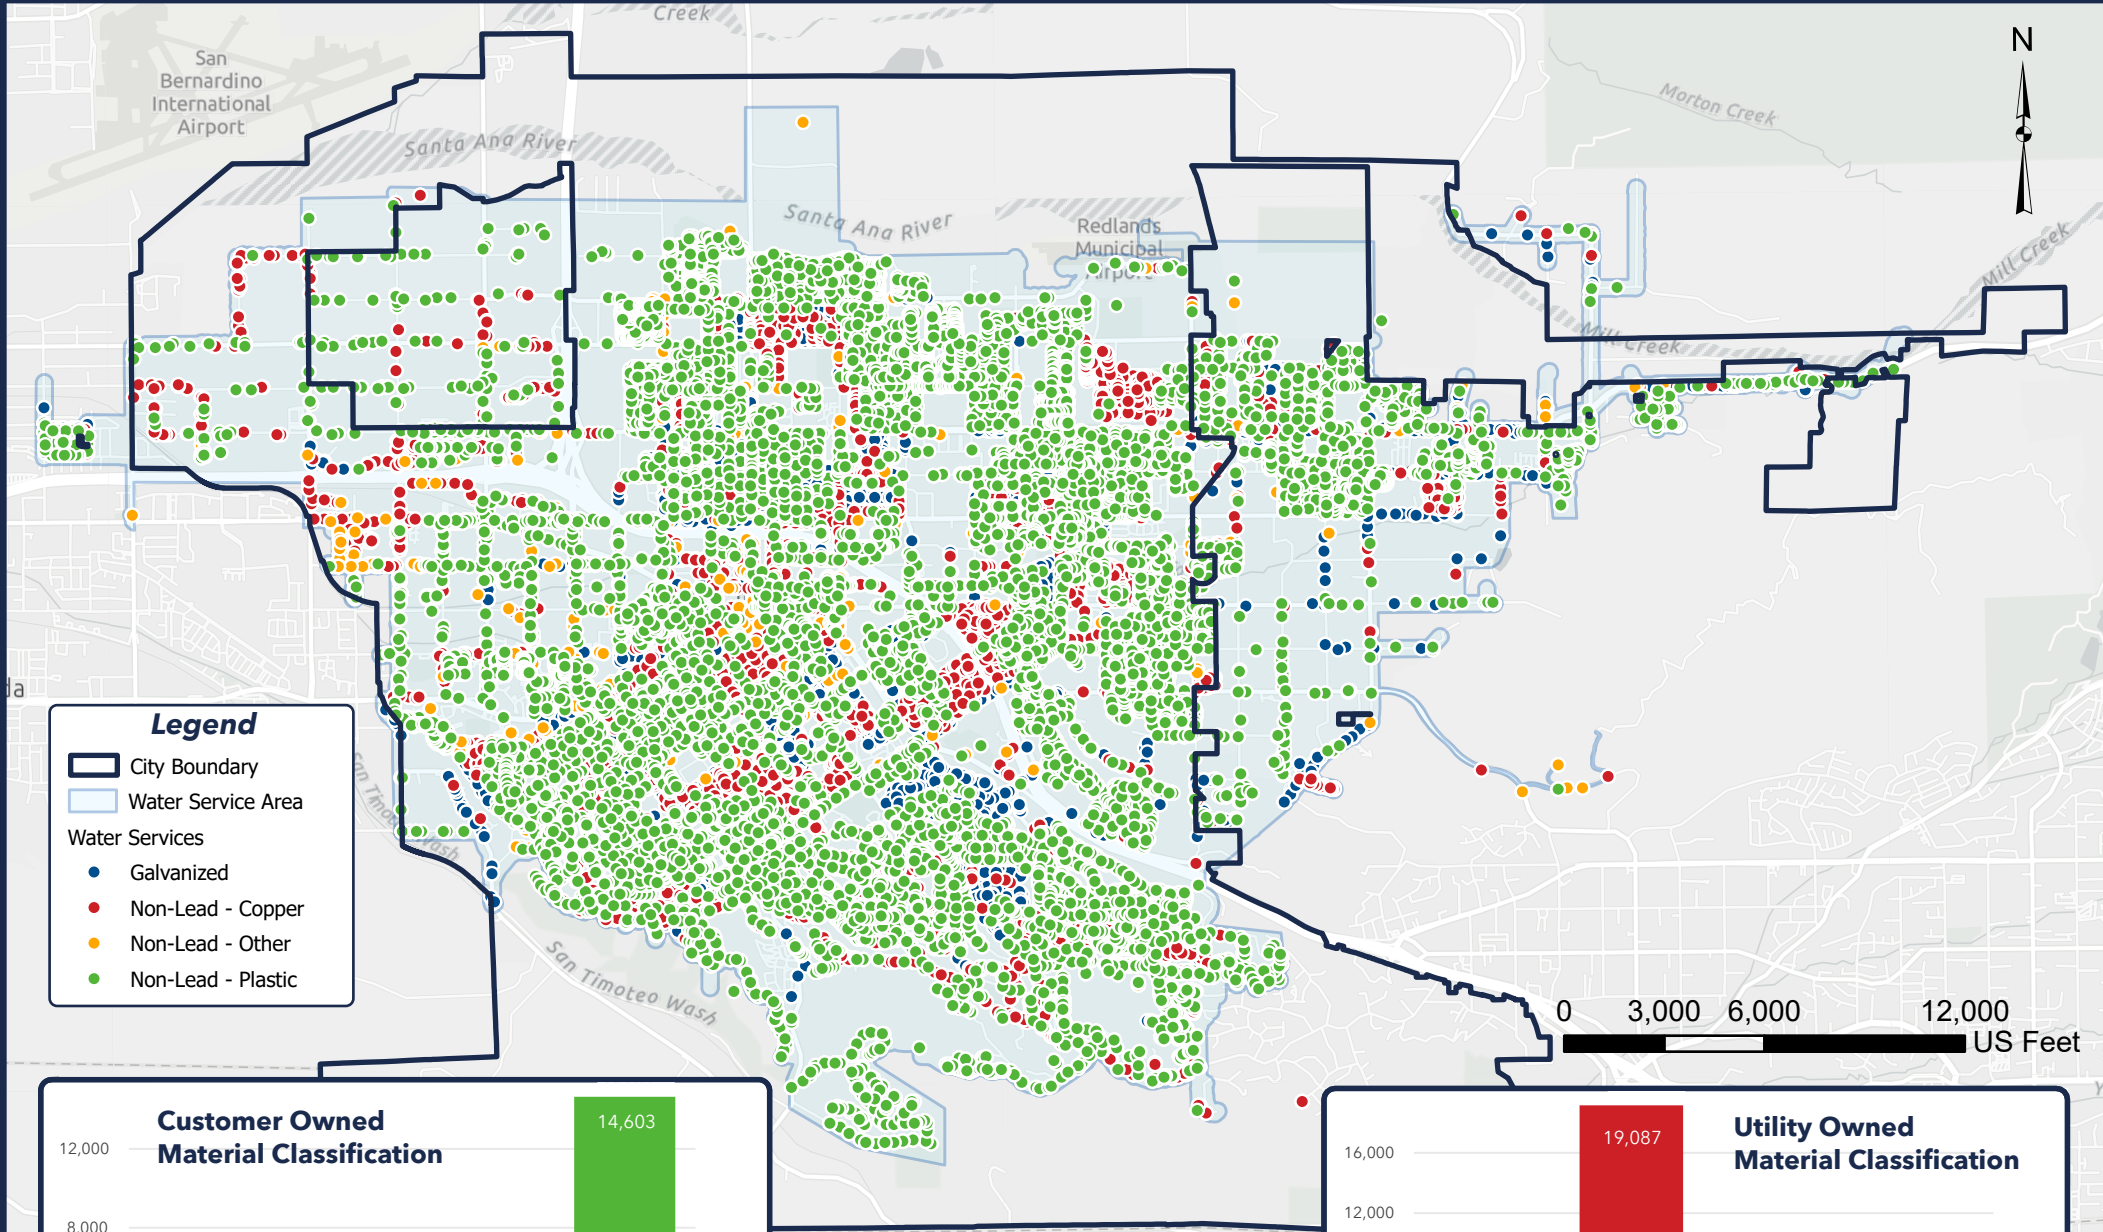 Creek
San
Bernardino
International
Airport
N
Morton Creek
Santa Ana River
Santa Ana River
Redlands
Municipal
Airport
Mill Creek
Mill Creek
da
Legend
City Boundary
Water Service Area
Water Services
Galvanized
Non-Lead - Copper
Non-Lead - Other
Non-Lead - Plastic
San Timoteo Wash
San Timoteo Wash
0 3,000 6,000 12,000
US Feet
Y
Customer Owned
Material Classification
14,603
12,000
8,000
Utility Owned
Material Classification
19,087
16,000
12,000